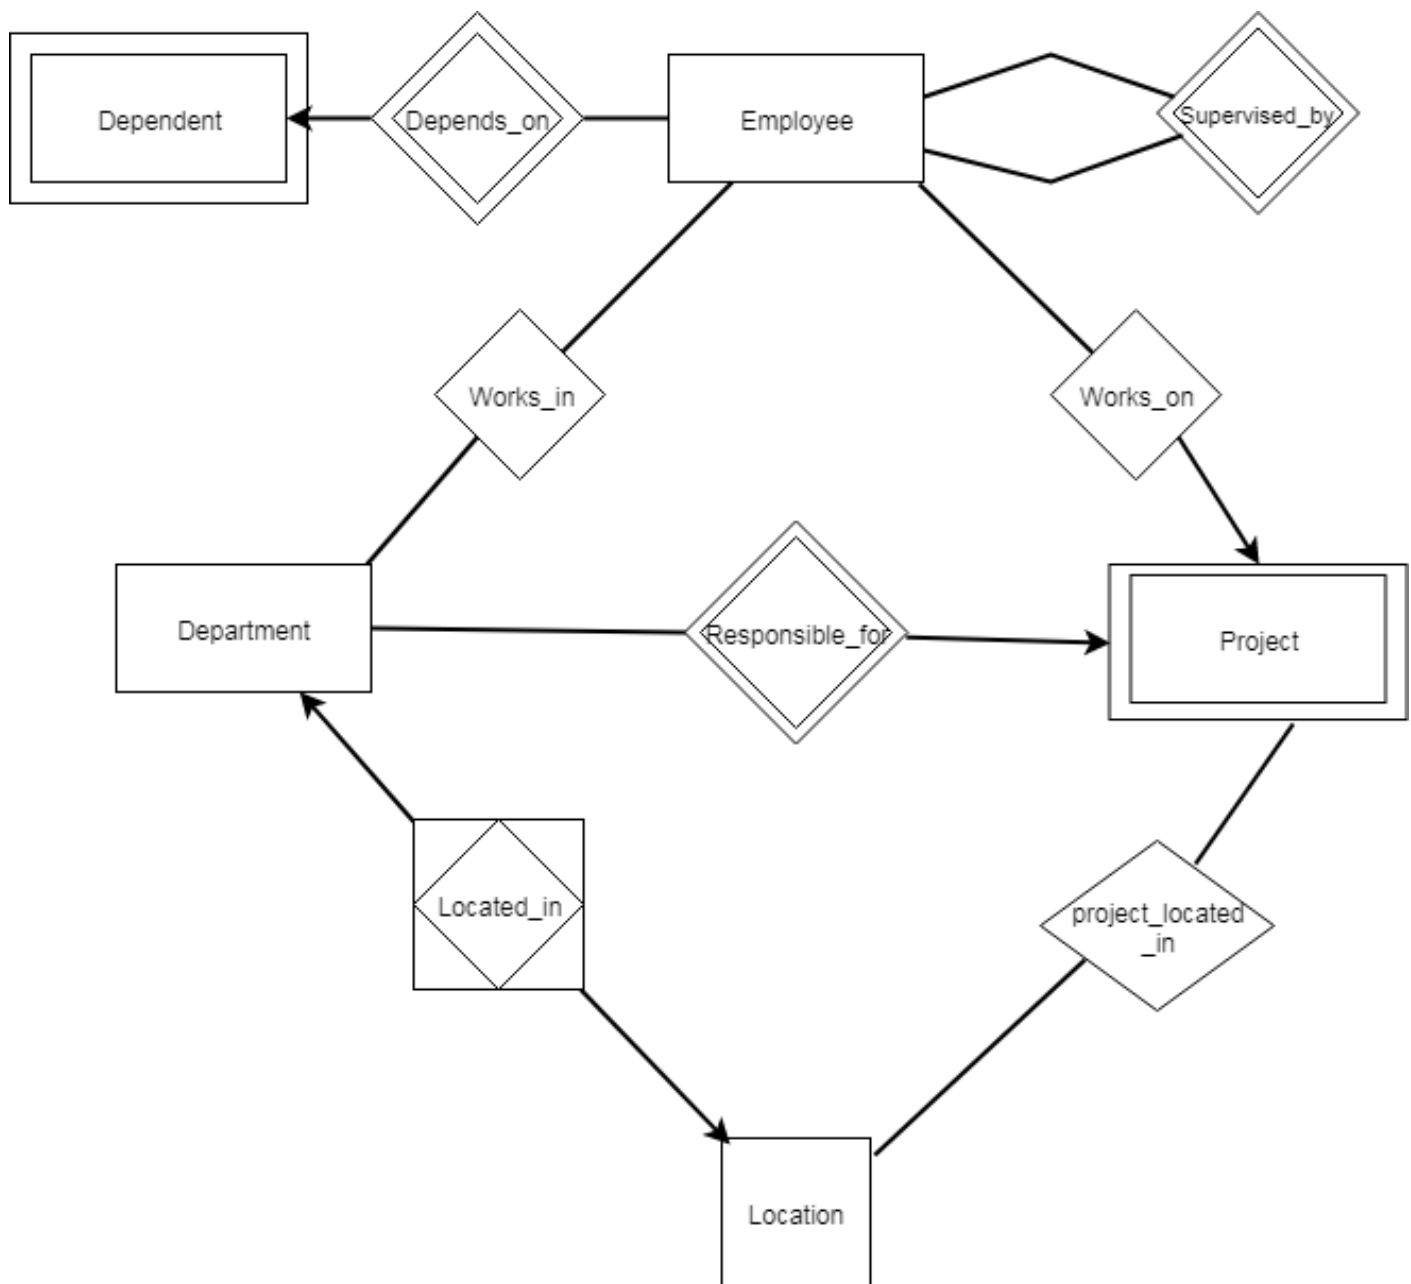 Dependent
Depends_on
Employee
Supervised_by
Works_in
Works_on
Department
Responsible_for
Project
Located_in
project_located
_in
Location